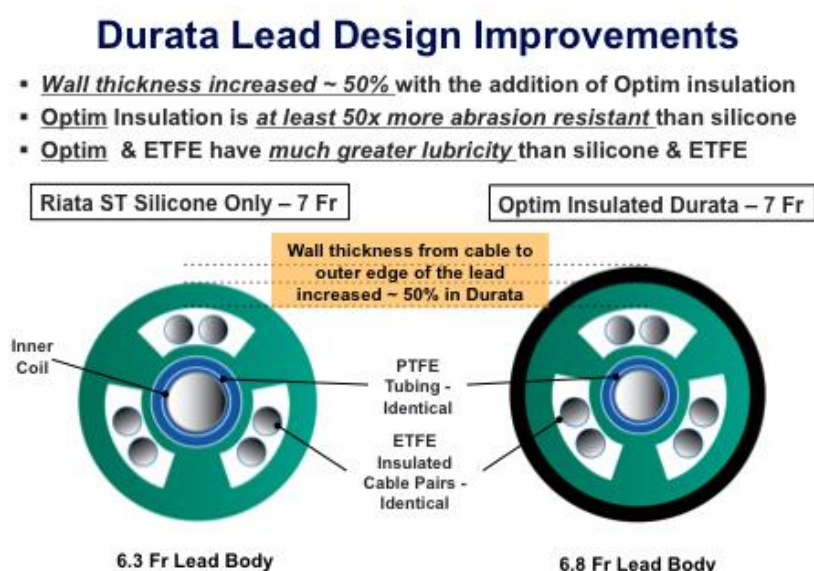 Durata Lead Design Improvements
▪ Wall thickness increased ~ 50% with the addition of Optim insulation
▪ Optim Insulation is at least 50x more abrasion resistant than silicone
▪ Optim & ETFE have much greater lubricity than silicone & ETFE
Riata ST Silicone Only – 7 Fr
Optim Insulated Durata – 7 Fr
Wall thickness from cable to
outer edge of the lead
increased ~ 50% in Durata
Inner
Coil
PTFE
Tubing -
Identical
ETFE
Insulated
Cable Pairs -
Identical
6.3 Fr Lead Body
6.8 Fr Lead Body